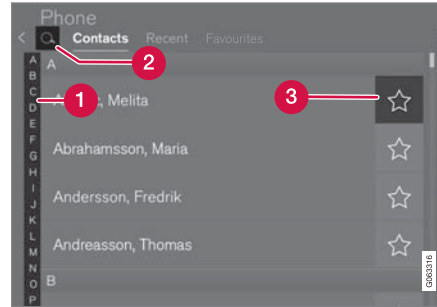 Phone
< Contacts Recent Favourites
2
A
A
B
C
D
E
F
G
H
I
J
K
L
M
N
O
P
1
Melita
3
Abrahamsson, Maria
Andersson, Fredrik
Andreasson, Thomas
B
G063316